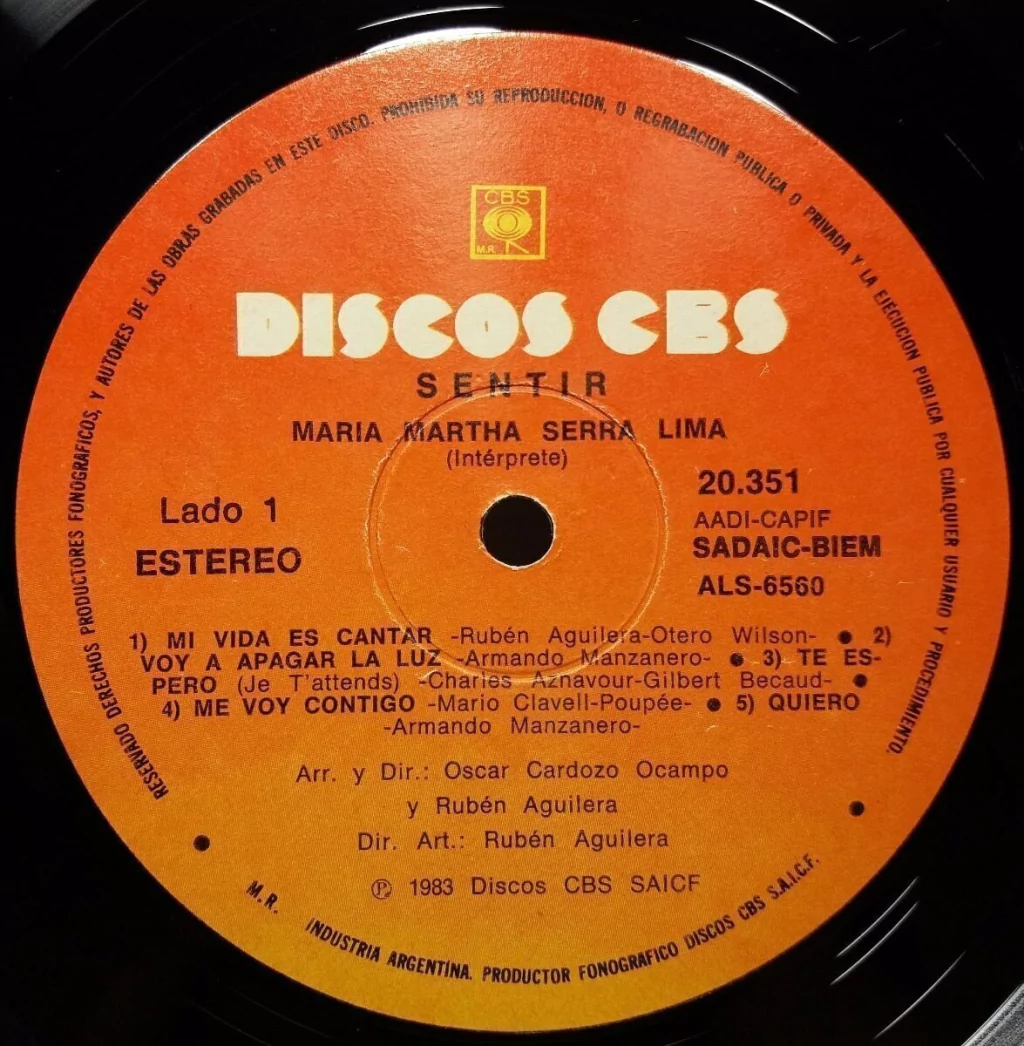 RESERVADO DERECHOS PRODUCTORES FONOGRAFICOS, Y AUTORES DE LAS OBRAS GRABADAS EN ESTE DISCO. PROHIBIDA SU REPRODUCCION, O REGRABACION PUBLICA O PRIVADA Y LA EJECUCION PUBLICA POR CUALQUIER USUARIO Y PROCEDIMIENTO.
CBS
M.R.
DISCOS CBS
SENTIR
MARIA MARTHA SERRA LIMA
(Intérprete)
Lado 1
ESTEREO
20.351
AADI-CAPIF
SADAIC-BIEM
ALS-6560
1) MI VIDA ES CANTAR -Rubén Aguilera-Otero Wilson- ● 2)
VOY A APAGAR LA LUZ -Armando Manzanero- ● 3) TE ES-
PERO (Je T'attends) -Charles Aznavour-Gilbert Becaud- ●
4) ME VOY CONTIGO -Mario Clavell-Poupée- ● 5) QUIERO
-Armando Manzanero-
Arr. y Dir.: Oscar Cardozo Ocampo
y Rubén Aguilera
Dir. Art.: Rubén Aguilera
℗ 1983 Discos CBS SAICF
M.R. INDUSTRIA ARGENTINA. PRODUCTOR FONOGRAFICO DISCOS CBS S.A.I.C.F.